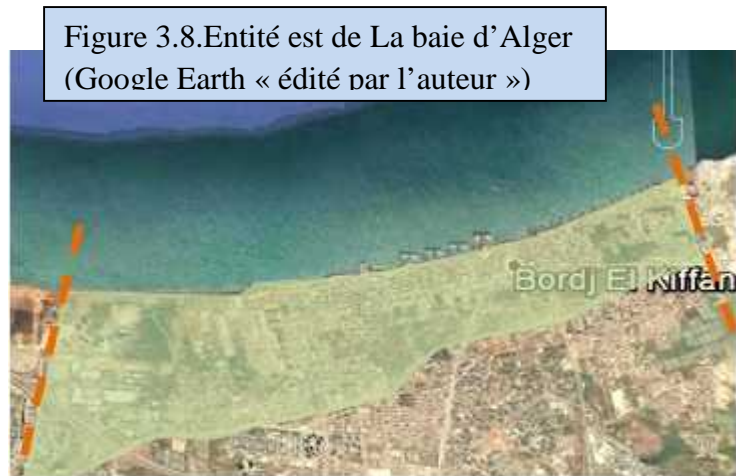 Figure 3.8.Entité est de La baie d’Alger
(Google Earth « édité par l’auteur »)
Bordj El Kiffan